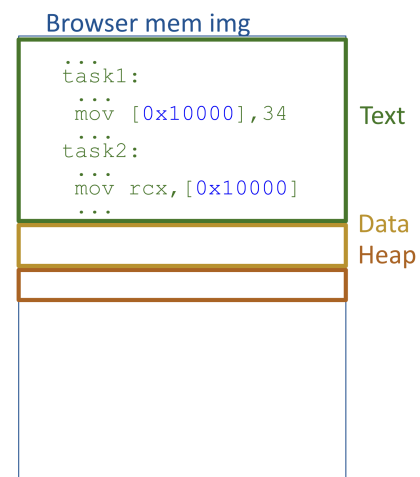 Browser mem img
...
task1:
...
mov [0x10000],34
...
task2:
...
mov rcx,[0x10000]
...
Text
Data
Heap